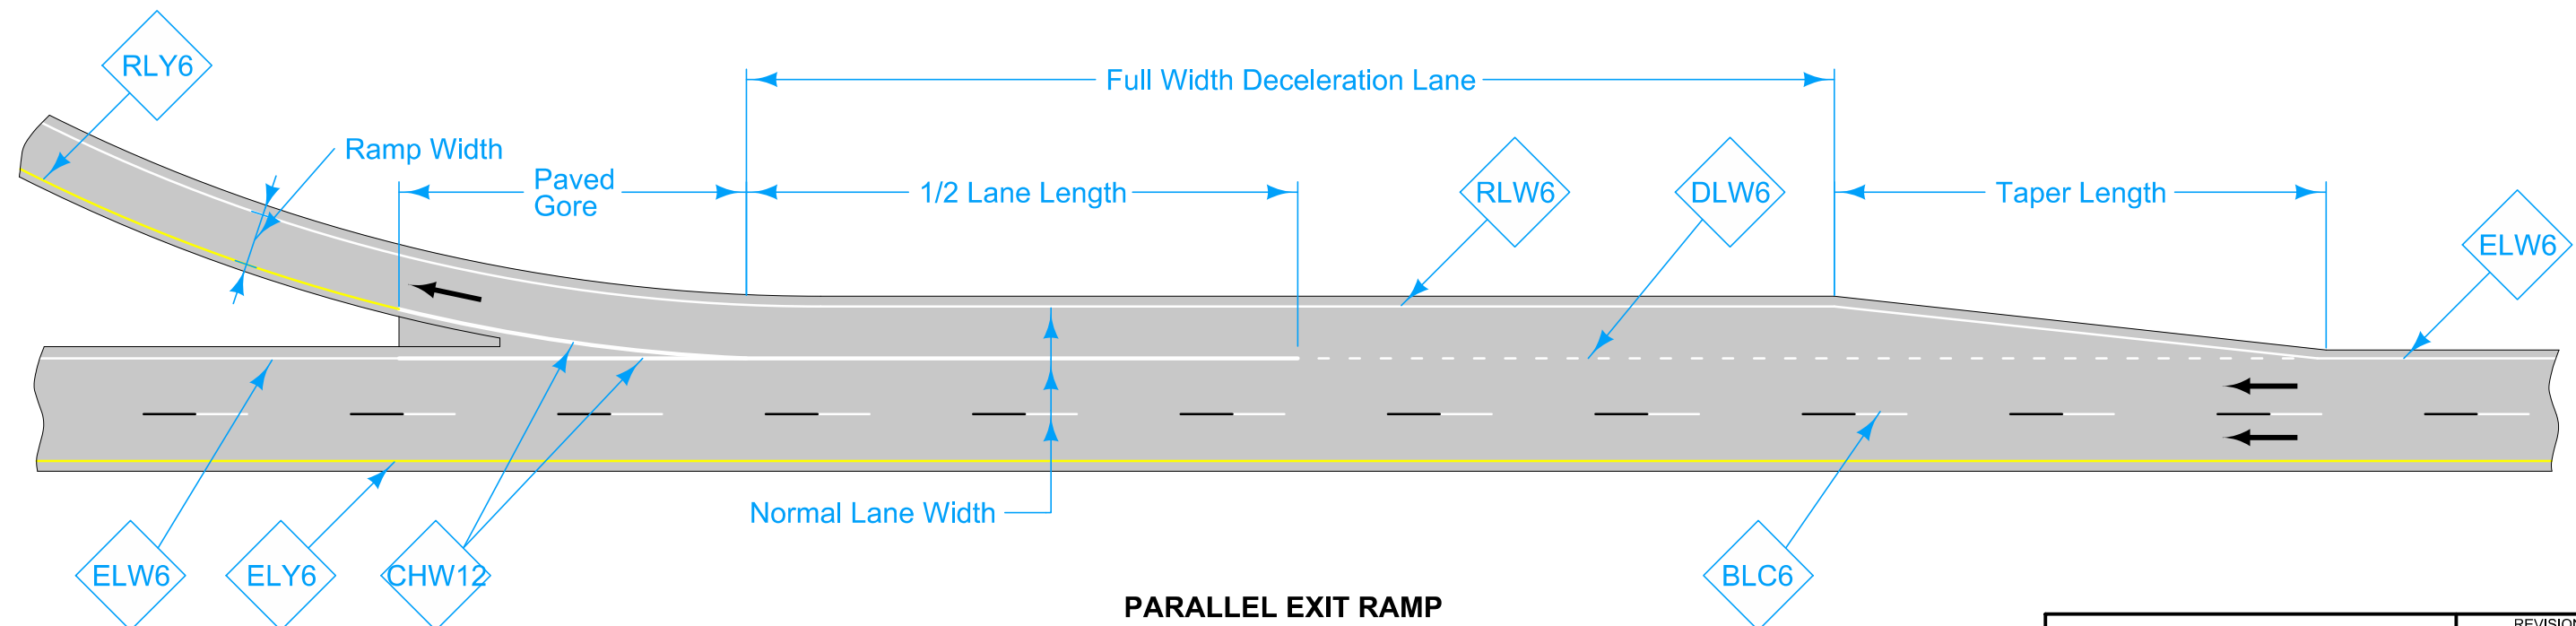 RLY6
Full Width Deceleration Lane
Ramp Width
Paved
Gore
1/2 Lane Length
RLW6
DLW6
Taper Length
ELW6
Normal Lane Width
ELW6
ELY6
CHW12
BLC6
PARALLEL EXIT RAMP
REVISION